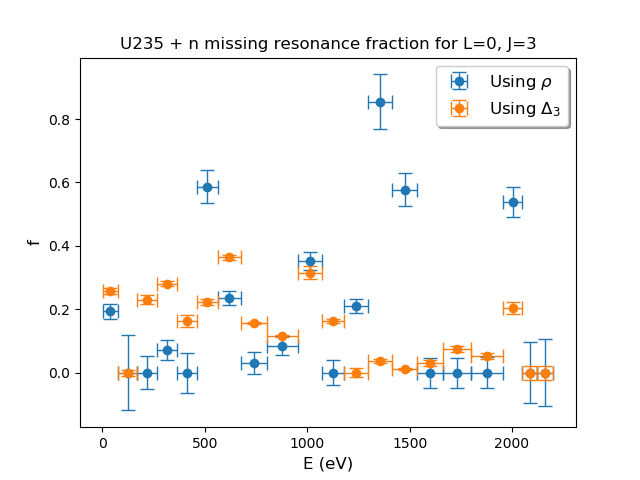 U235 + n missing resonance fraction for L=0, J=3
Using ρ
Using Δ₃
f
0.8
0.6
0.4
0.2
0.0
0
500
1000
1500
2000
E (eV)